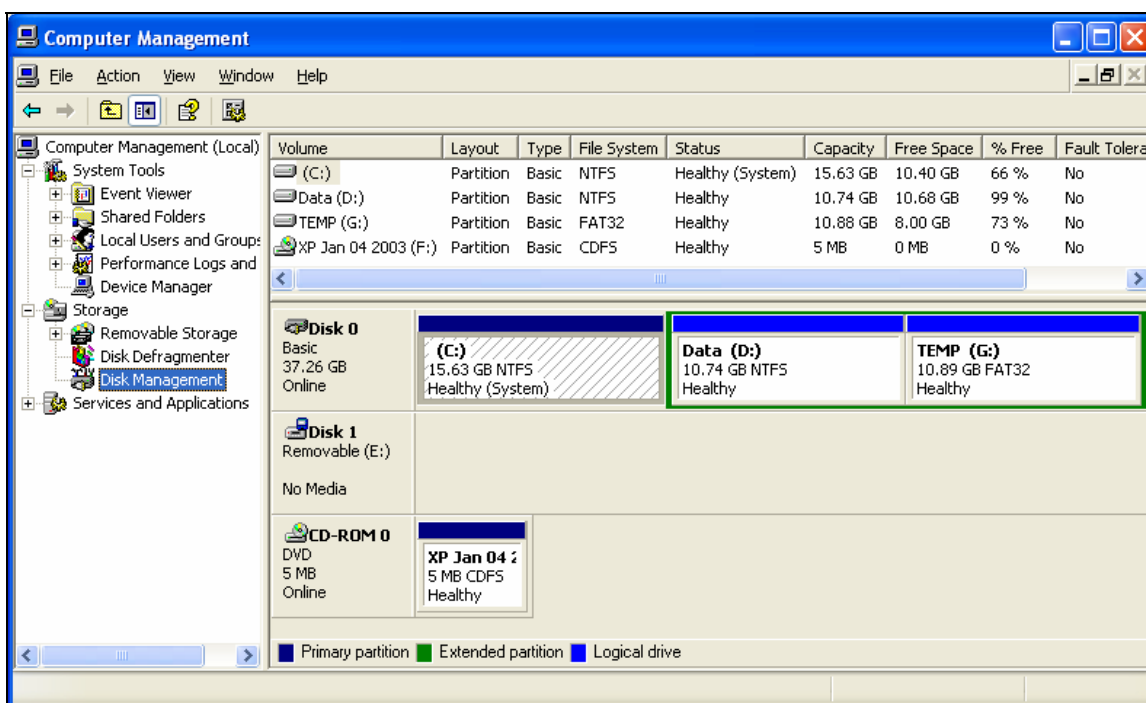 Computer Management
File Action View Window Help
Computer Management (Local)
System Tools
Event Viewer
Shared Folders
Local Users and Groups
Performance Logs and
Device Manager
Storage
Removable Storage
Disk Defragmenter
Disk Management
Services and Applications
Volume Layout Type File System Status Capacity Free Space % Free Fault Tolera
(C:) Partition Basic NTFS Healthy (System) 15.63 GB 10.40 GB 66 % No
Data (D:) Partition Basic NTFS Healthy 10.74 GB 10.68 GB 99 % No
TEMP (G:) Partition Basic FAT32 Healthy 10.88 GB 8.00 GB 73 % No
XP Jan 04 2003 (F:) Partition Basic CDFS Healthy 5 MB 0 MB 0 % No
Disk 0
Basic
37.26 GB
Online
(C:)
15.63 GB NTFS
Healthy (System)
Data (D:)
10.74 GB NTFS
Healthy
TEMP (G:)
10.89 GB FAT32
Healthy
Disk 1
Removable (E:)
No Media
CD-ROM 0
DVD
5 MB
Online
XP Jan 04 2
5 MB CDFS
Healthy
Primary partition Extended partition Logical drive